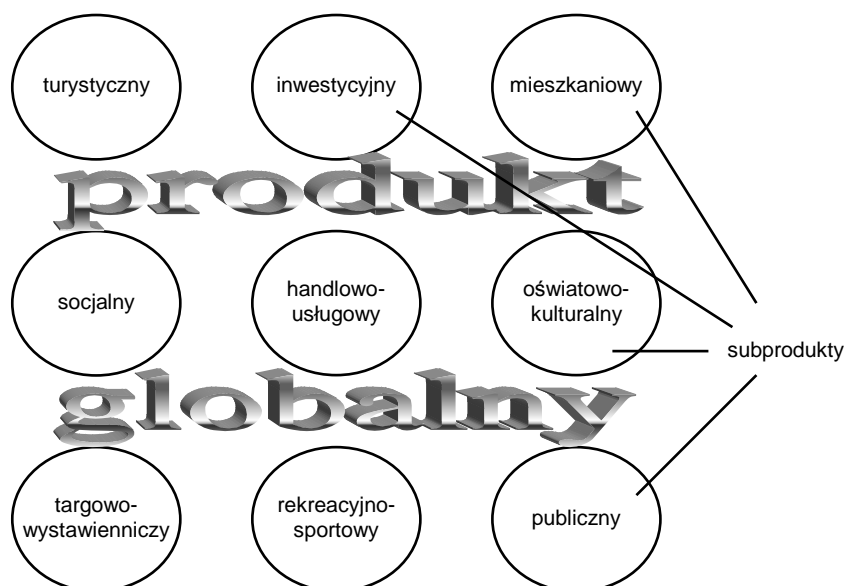 turystyczny
inwestycyjny
mieszkaniowy
produkt
socjalny
handlowo-
usługowy
oświatowo-
kulturalny
subprodukty
globalny
targowo-
wystawienniczy
rekreacyjno-
sportowy
publiczny